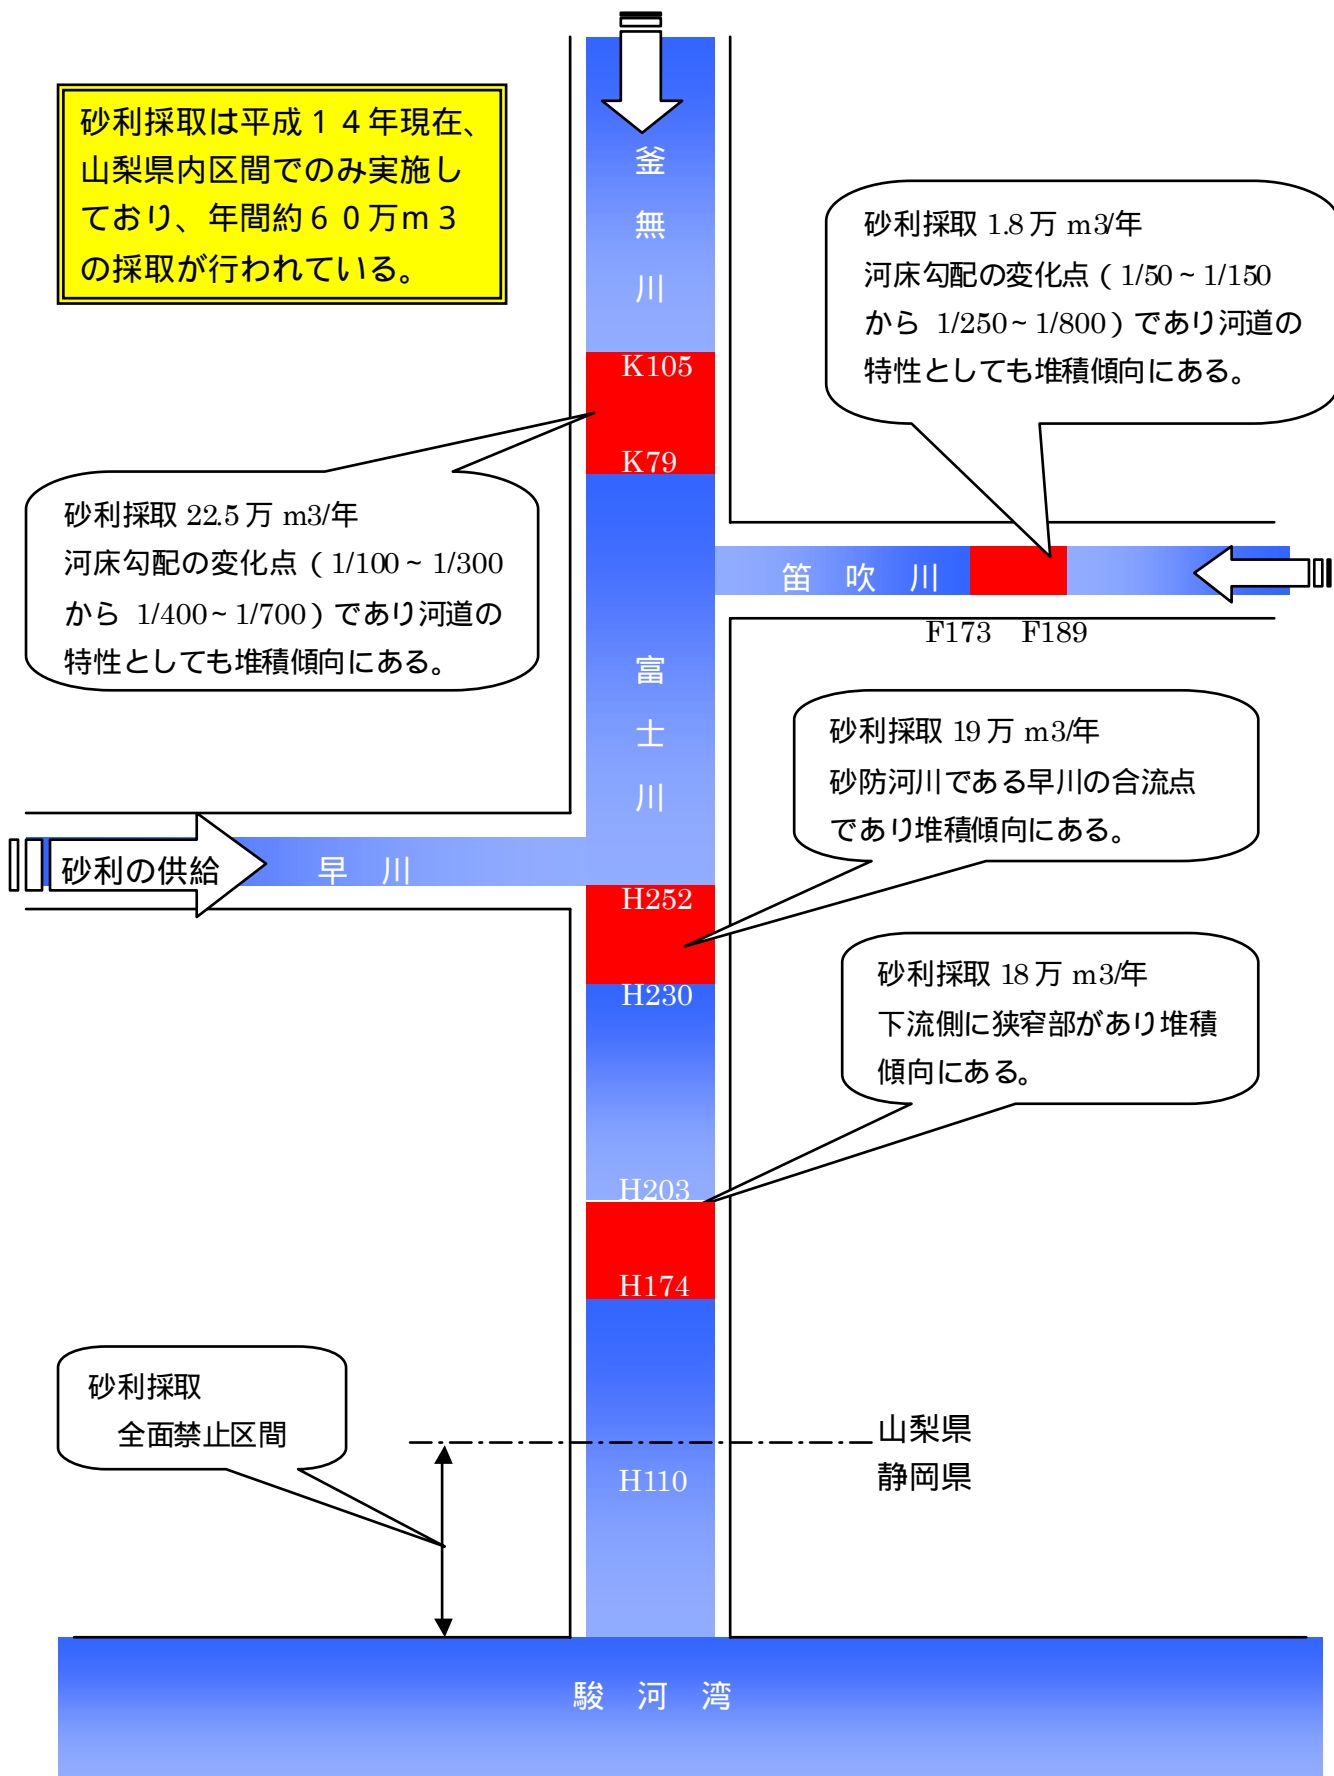 砂利採取は平成１４年現在、
山梨県内区間でのみ実施し
ており、年間約６０万ｍ３
の採取が行われている。
釜無川
砂利採取 1.8 万 m3/年
河床勾配の変化点（1/50～1/150
から 1/250～1/800）であり河道の
特性としても堆積傾向にある。
K105
K79
砂利採取 22.5 万 m3/年
河床勾配の変化点（1/100～1/300
から 1/400～1/700）であり河道の
特性としても堆積傾向にある。
笛 吹 川
F173 F189
富士川
砂利採取 19 万 m3/年
砂防河川である早川の合流点
であり堆積傾向にある。
砂利の供給
早 川
H252
H230
砂利採取 18 万 m3/年
下流側に狭窄部があり堆積
傾向にある。
H203
H174
砂利採取
全面禁止区間
山梨県
静岡県
H110
駿 河 湾